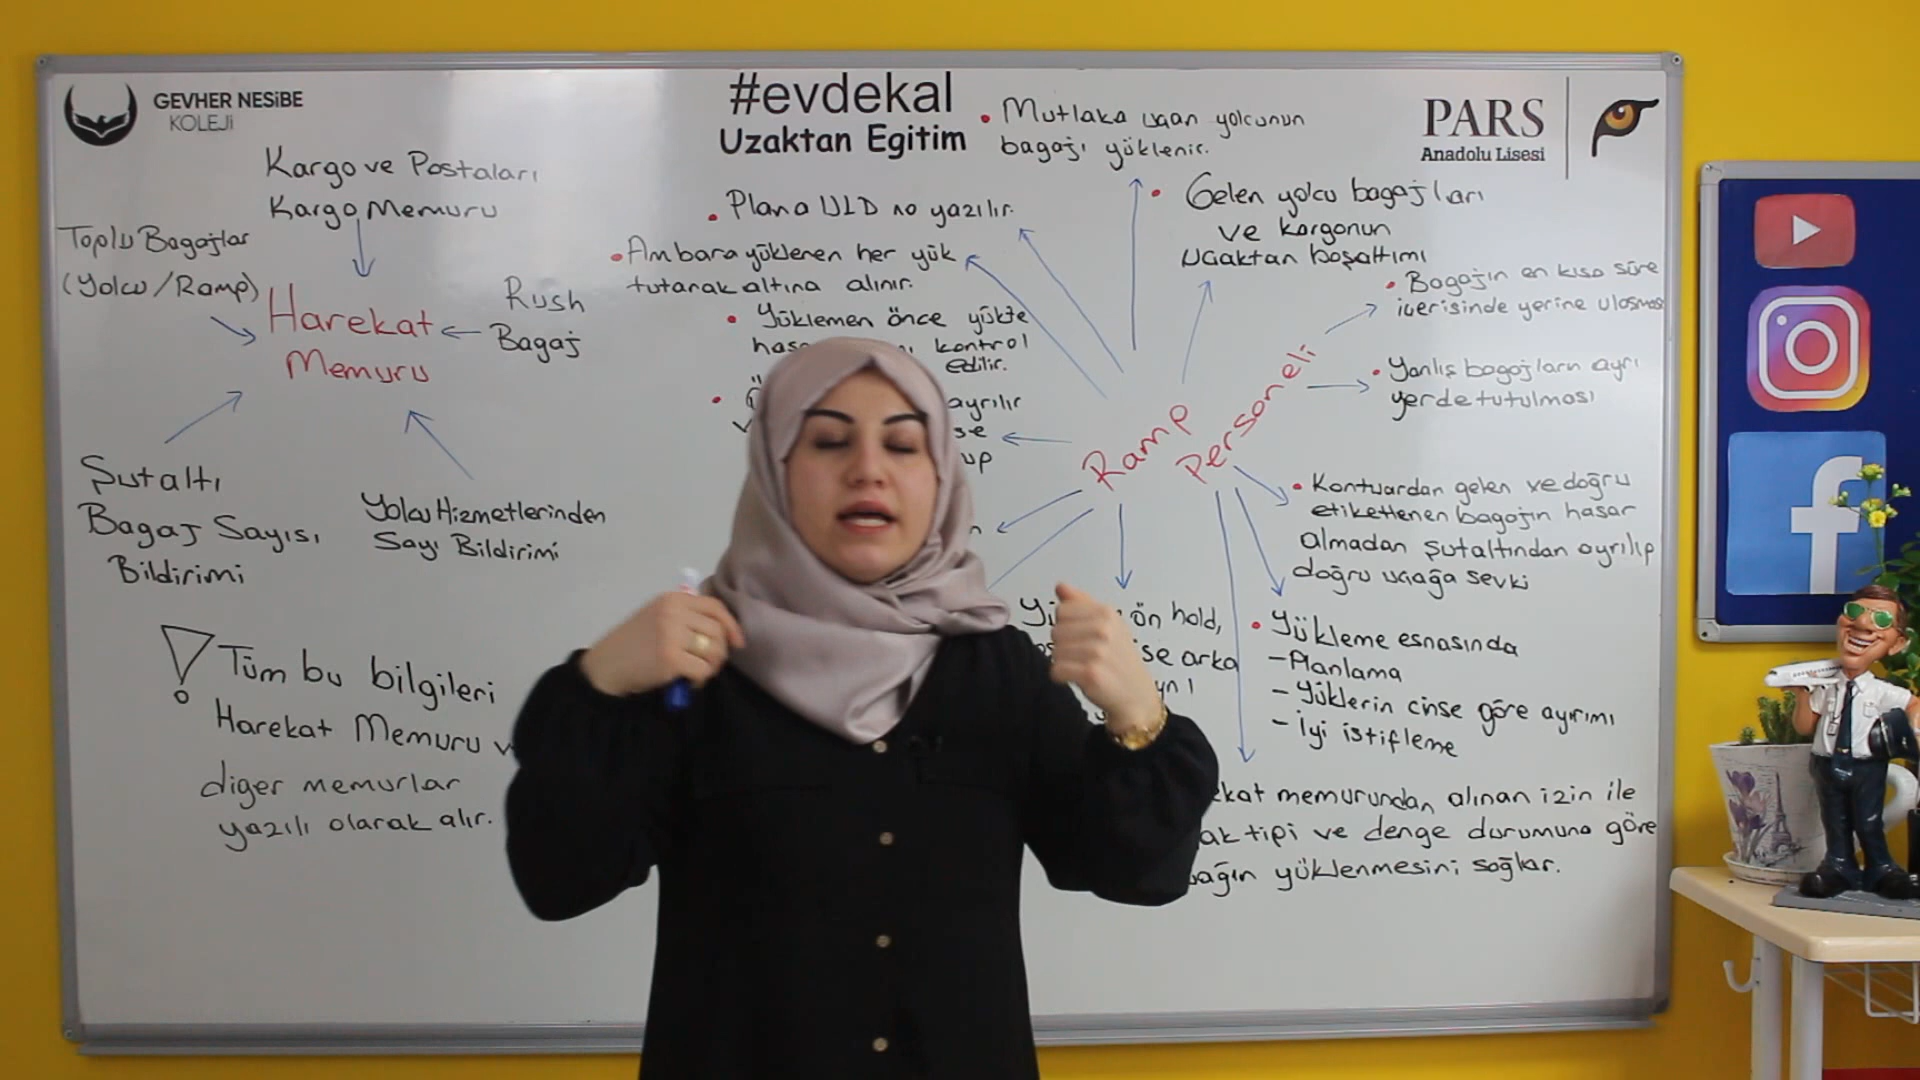 GEVHER NESiBE
KOLEJi
#evdekal
Uzaktan Egitim
PARS
Anadolu Lisesi
Kargo ve Postaları
Kargo Memuru
Toplu Bagajlar
(Yolcu / Ramp)
Harekat
Memuru
Rush
Bagaj
Şutaltı
Bagaj Sayısı,
Bildirimi
Yolcu Hizmetlerinden
Sayı Bildirimi
! Tüm bu bilgileri
Harekat Memuru
diger memurlar
yazılı olarak alır.
• Mutlaka uçan yolcunun
bagajı yüklenir.
• Plana ULD no yazılır.
• Ambara yüklenen her yük
tutanak altına alınır.
• Yüklemen önce yükte
kontrol
edilir.
ayrılır
Ramp
Personeli
• Gelen yolcu bagajları
ve kargonun
uçaktan boşaltımı
• Bagajın en kısa süre
içerisinde yerine ulaşması
• Yanlış bagajların ayrı
yerde tutulması
• Kontuardan gelen ve doğru
etiketlenen bagajın hasar
almadan şutaltından ayrılıp
doğru uçağa sevki
• Yükleme esnasında
- Planlama
- Yüklerin cinse göre ayırımı
- İyi istifleme
ön hold,
ise arka
memurundan alınan izin ile
tipi ve denge durumuna göre
yüklenmesini sağlar.
f